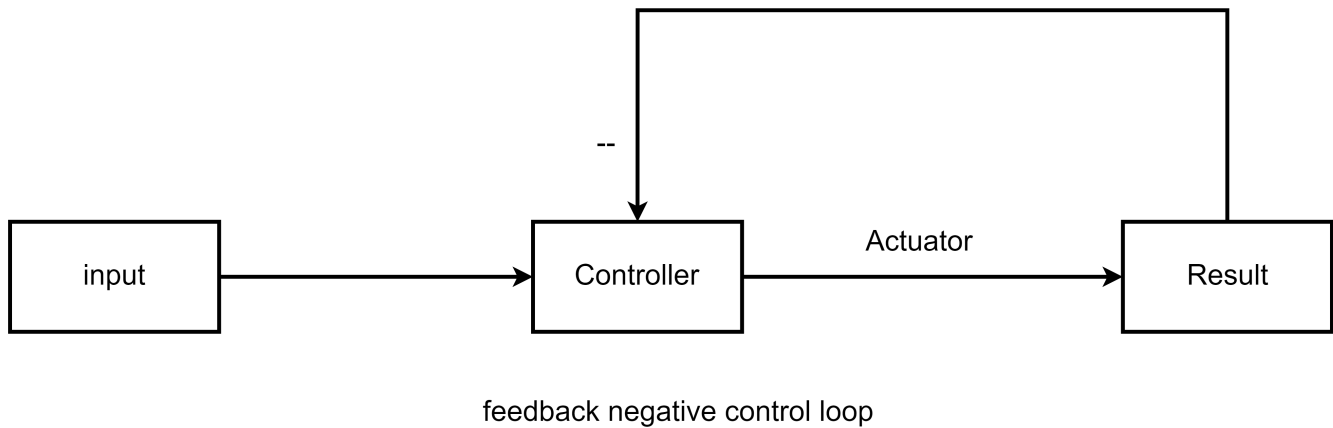 --
Actuator
input
Controller
Result
feedback negative control loop